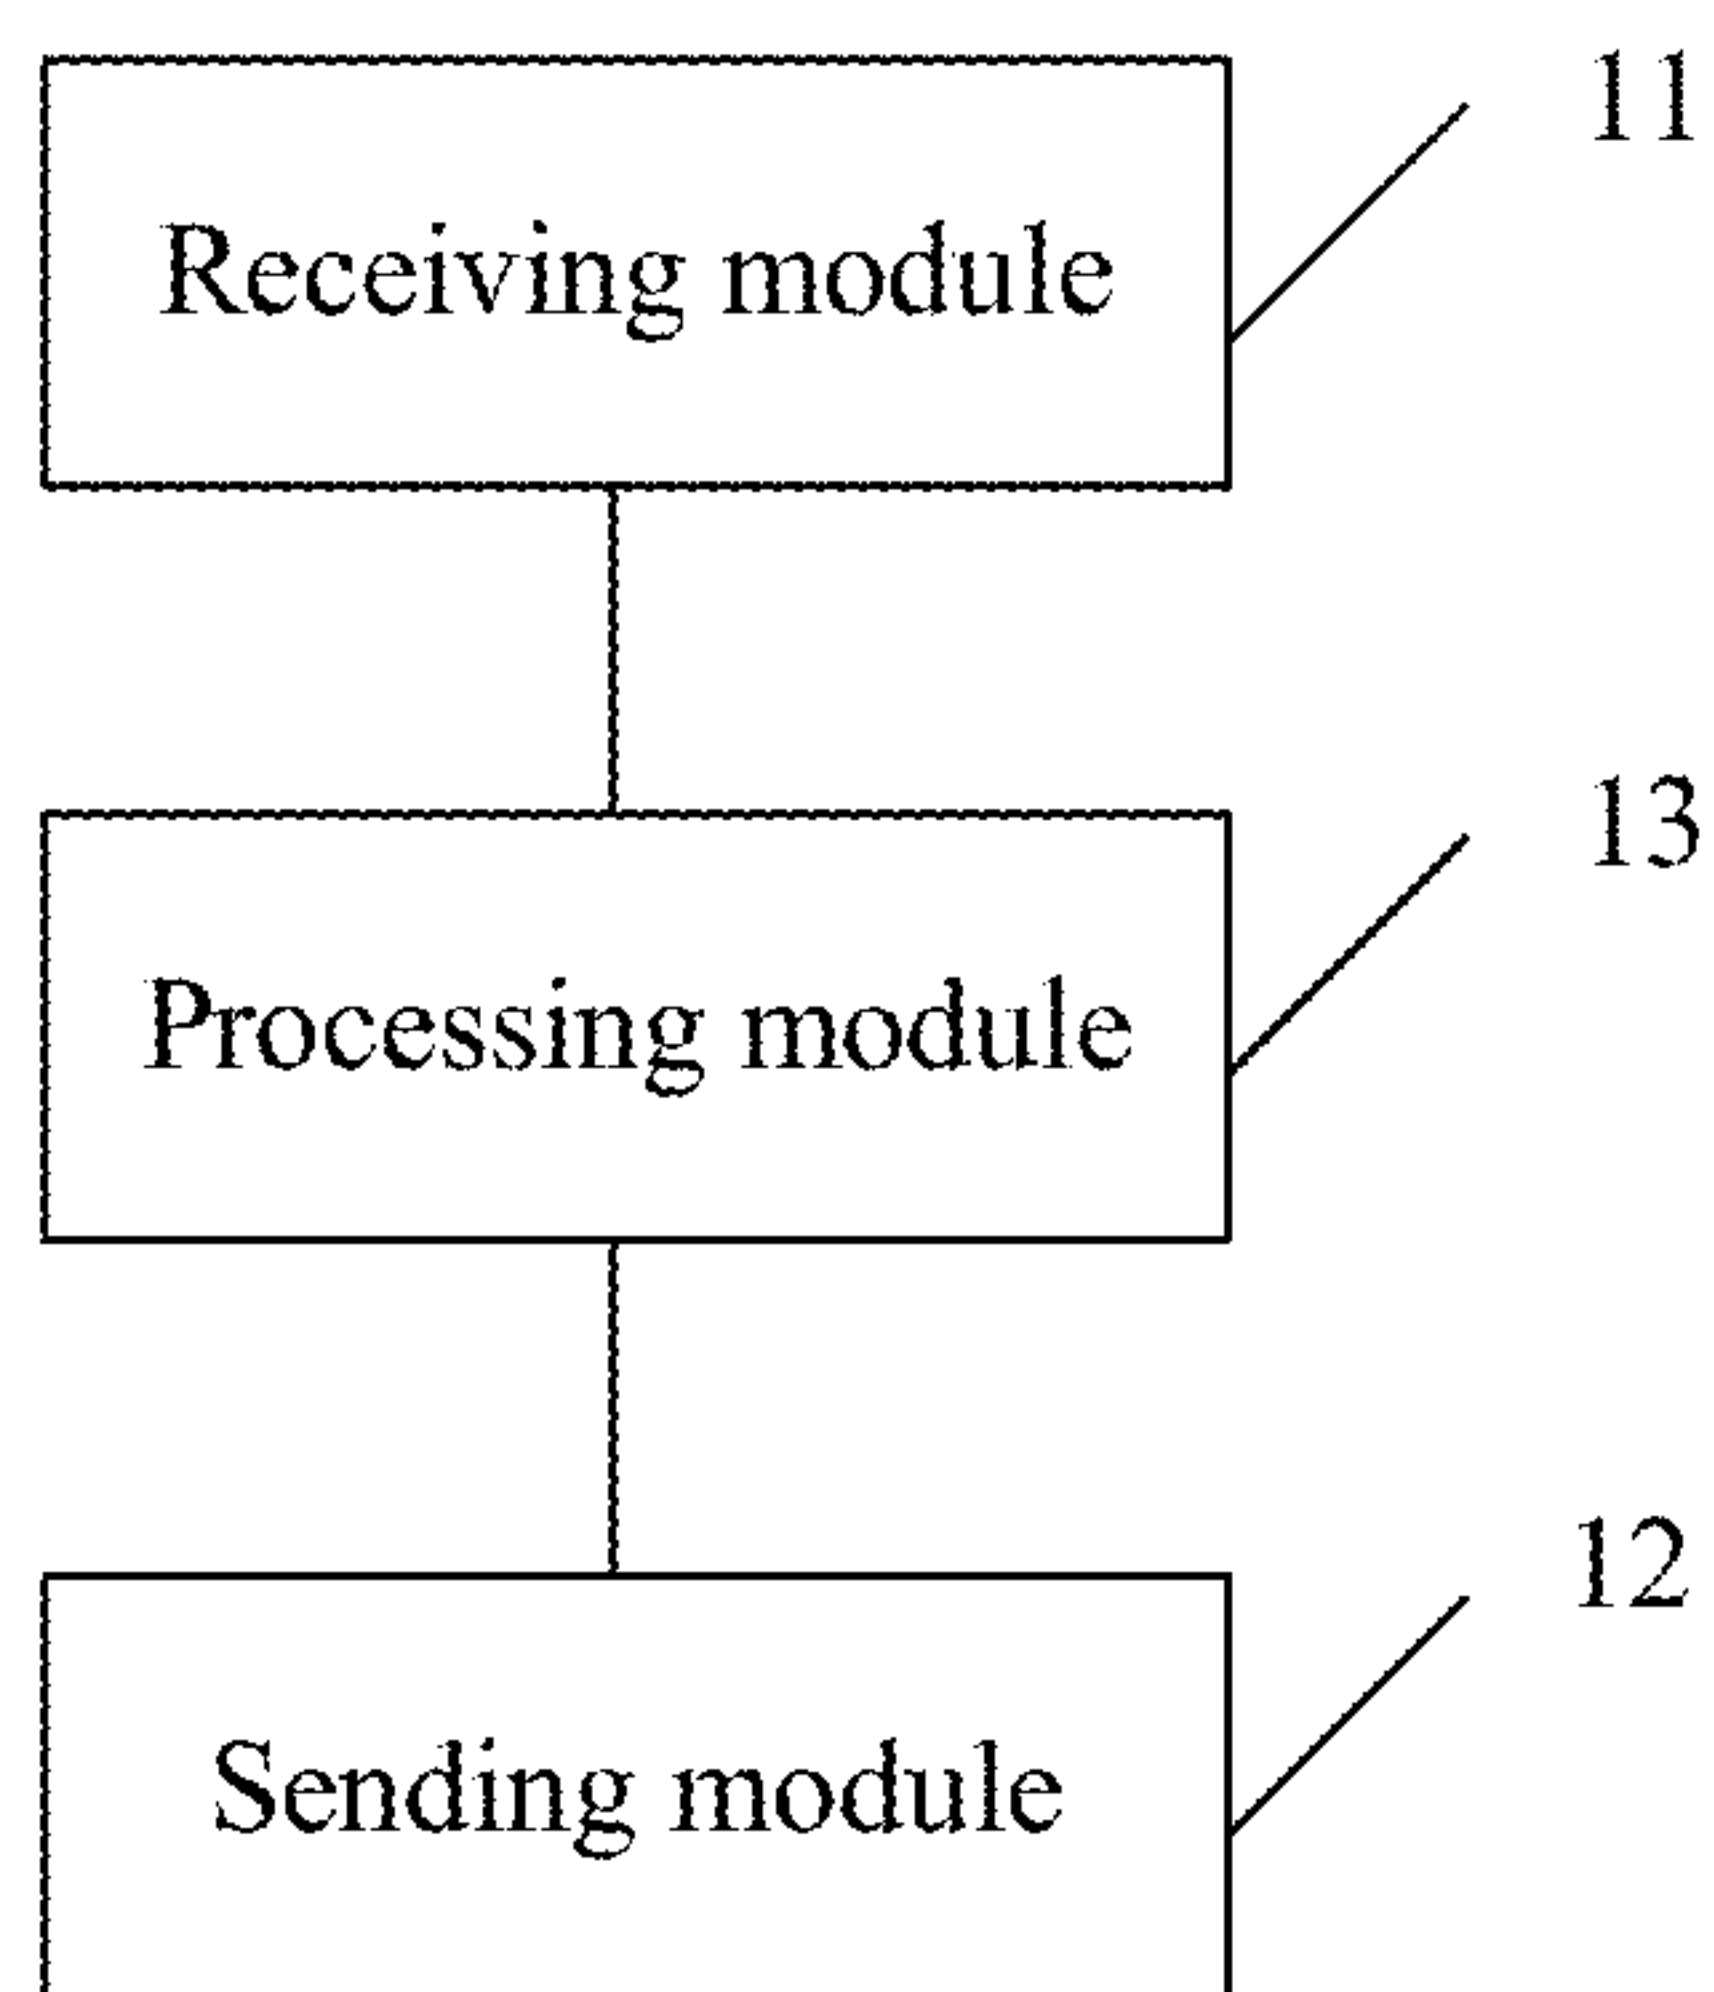 11
Receiving module
13
Processing module
12
Sending module